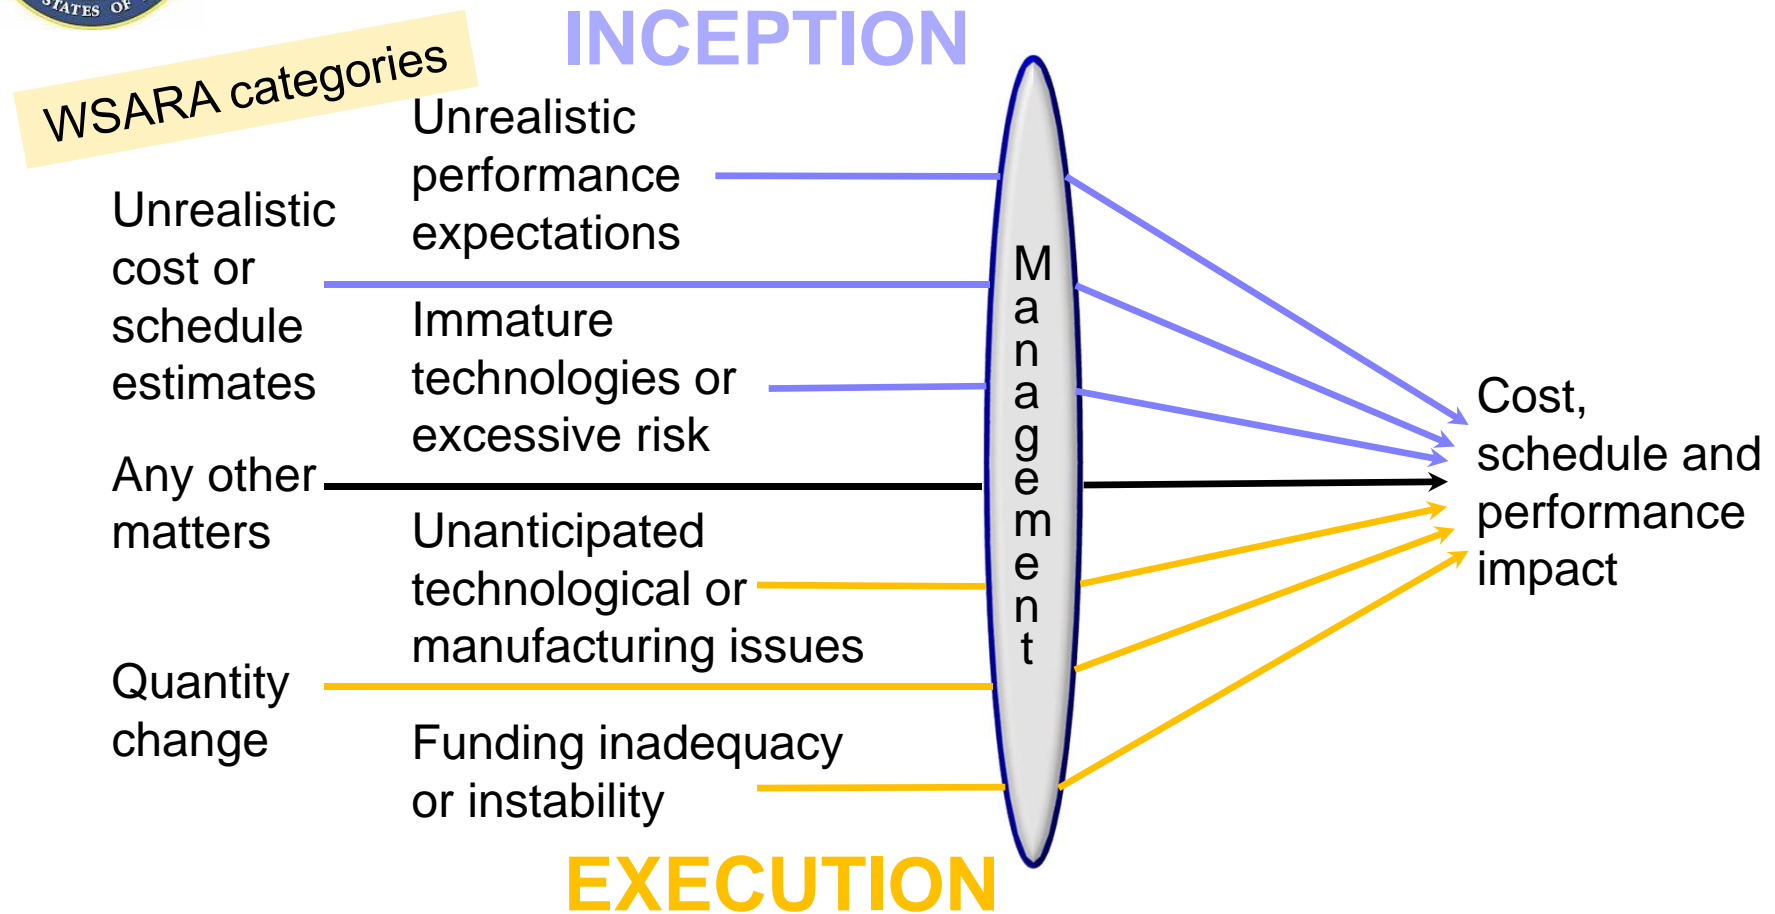 STATES OF
INCEPTION
WSARA categories
Unrealistic
performance
expectations
Unrealistic
cost or
schedule
estimates
Immature
technologies or
excessive risk
Any other
matters
Unanticipated
technological or
manufacturing issues
Quantity
change
Funding inadequacy
or instability
Management
Cost,
schedule and
performance
impact
EXECUTION